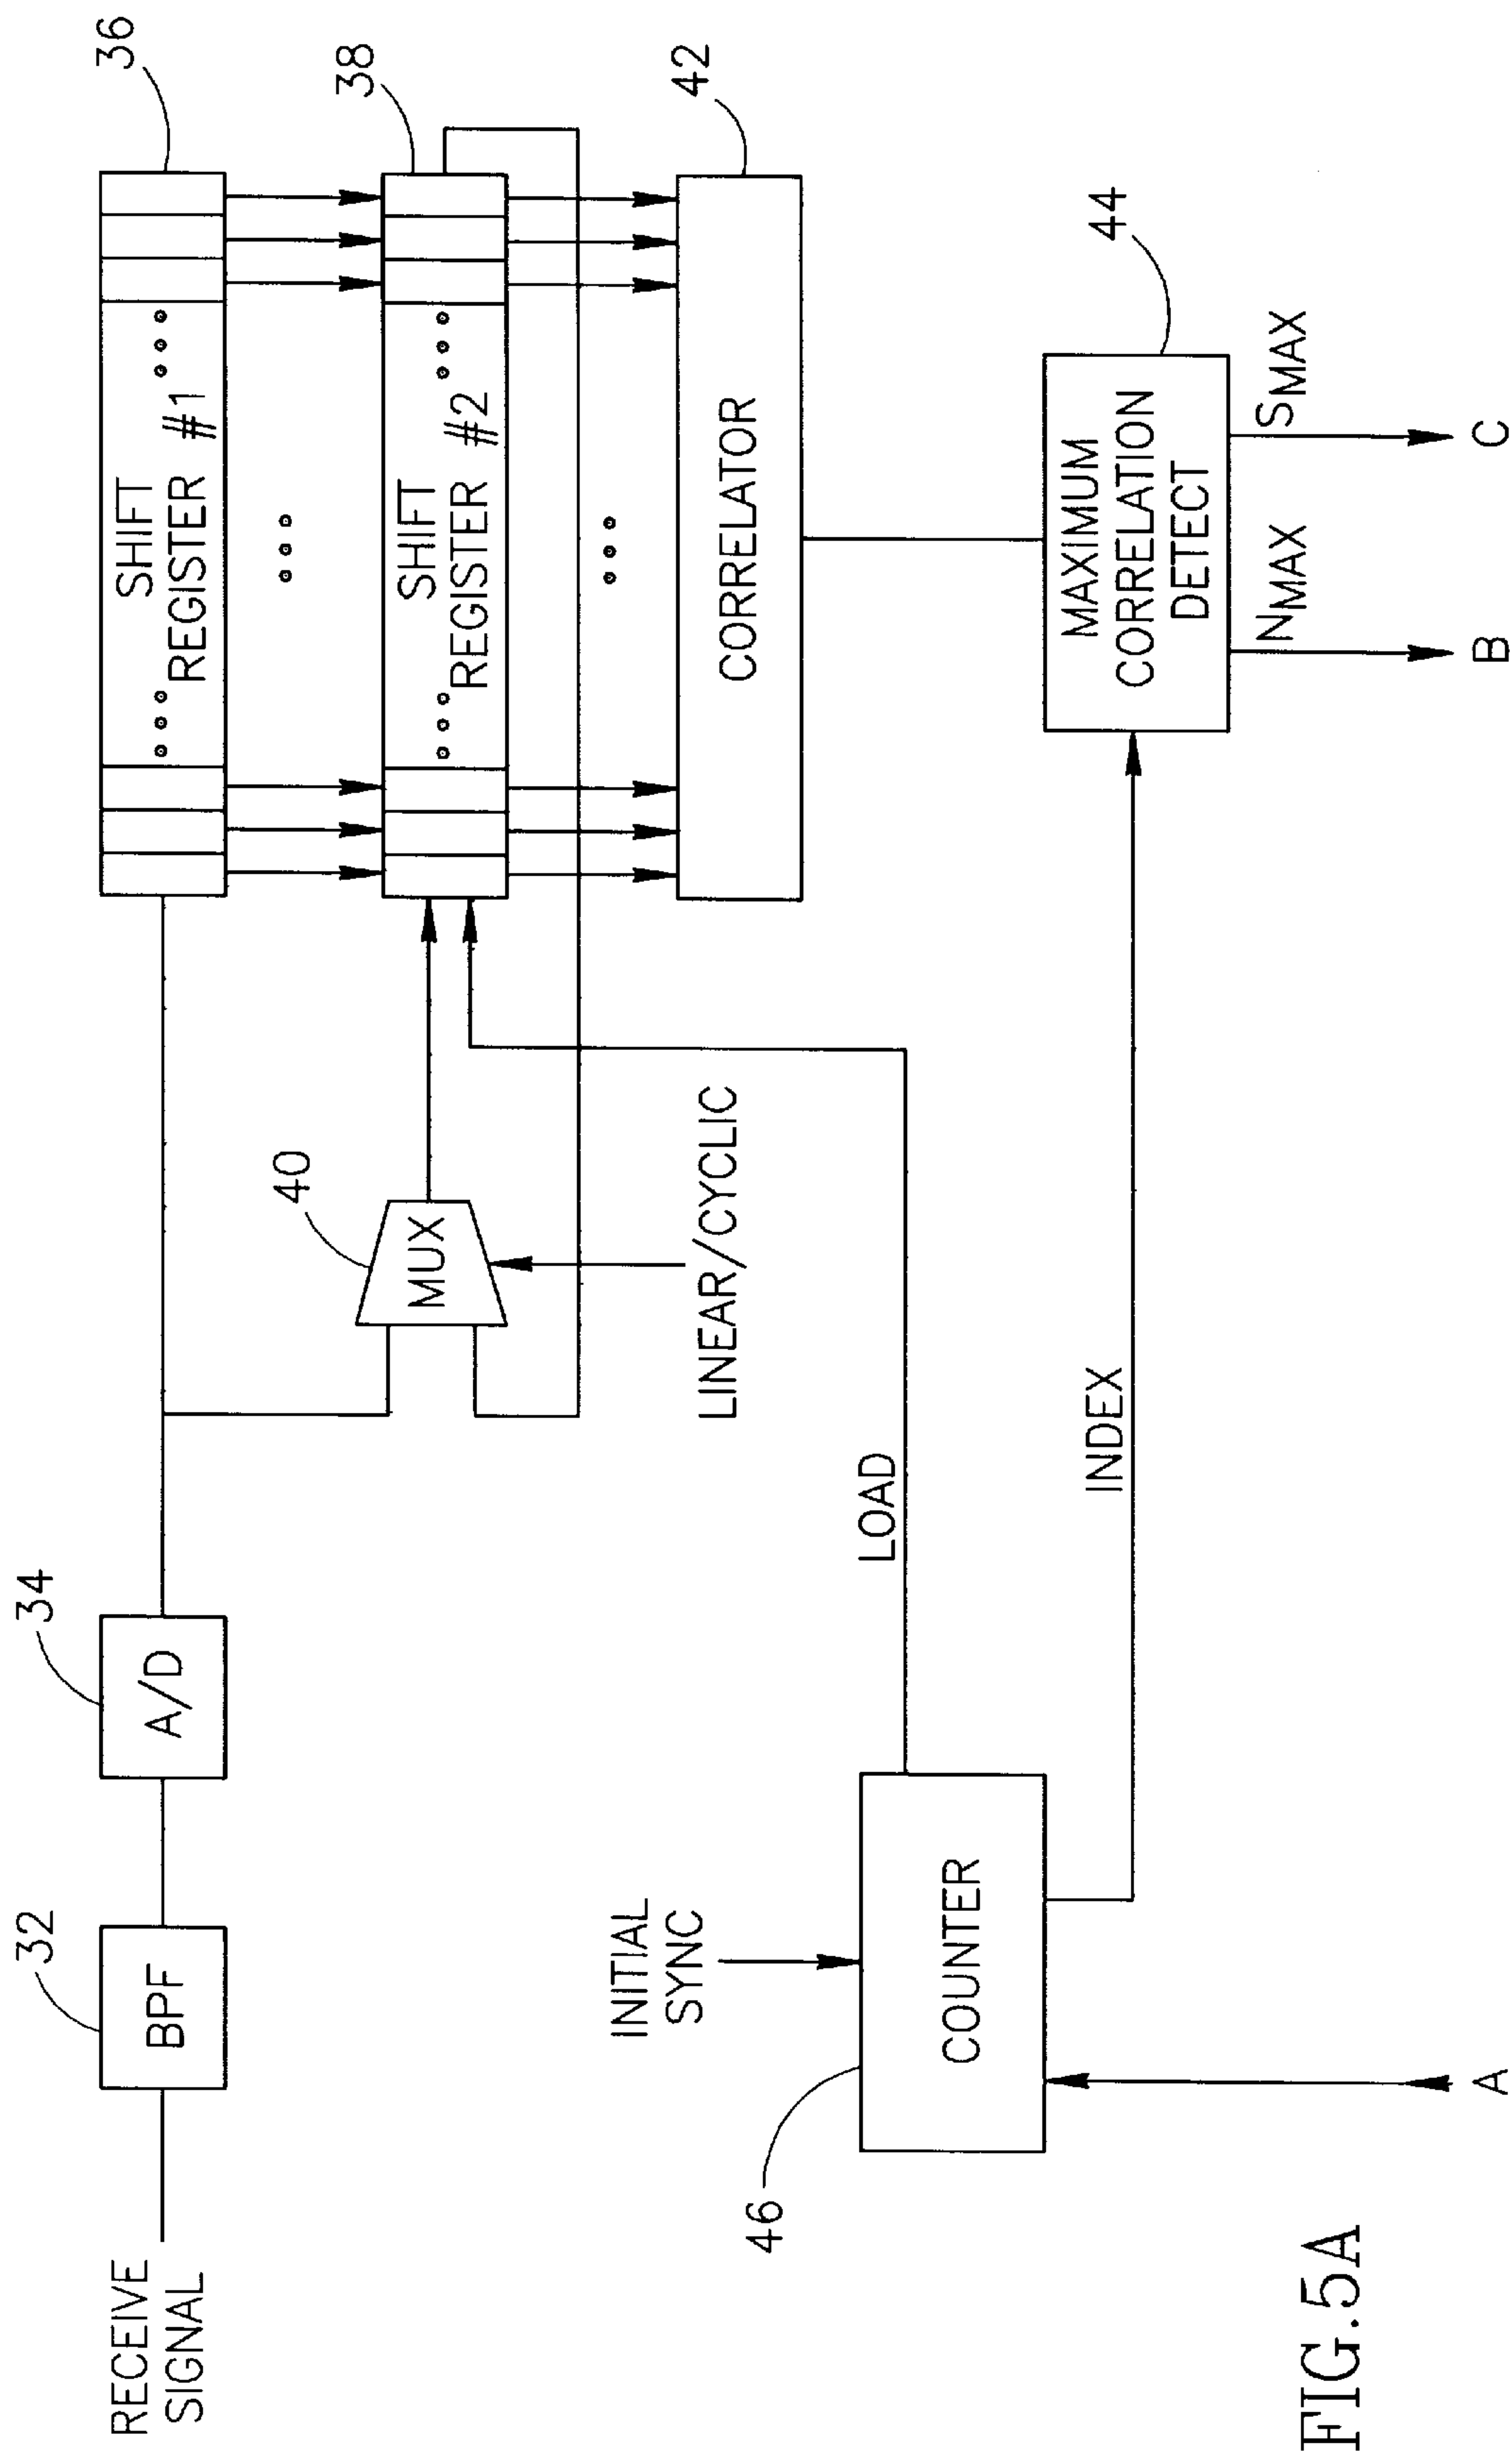 RECEIVE
SIGNAL
32
BPF
34
A/D
36
SHIFT
REGISTER #1
38
SHIFT
REGISTER #2
40
MUX
LINEAR/CYCLIC
42
CORRELATOR
INITIAL
SYNC
46
COUNTER
LOAD
INDEX
44
MAXIMUM
CORRELATION
DETECT
NMAX
SMAX
A
B
C
FIG.5A